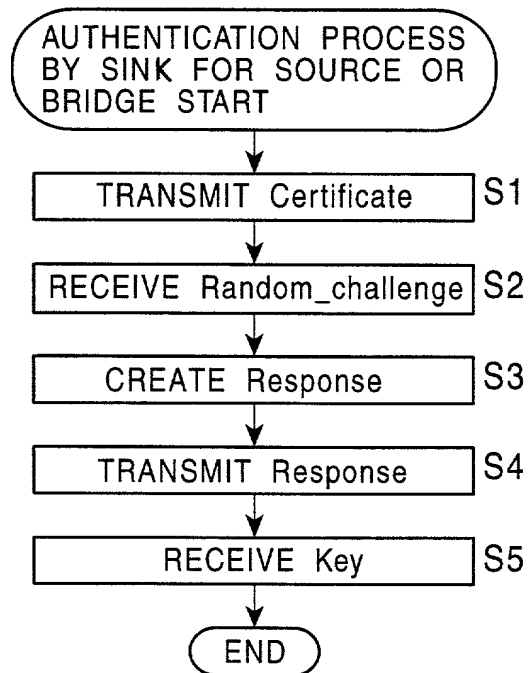 AUTHENTICATION PROCESS
BY SINK FOR SOURCE OR
BRIDGE START
TRANSMIT Certificate S1
RECEIVE Random_challenge S2
CREATE Response S3
TRANSMIT Response S4
RECEIVE Key S5
END